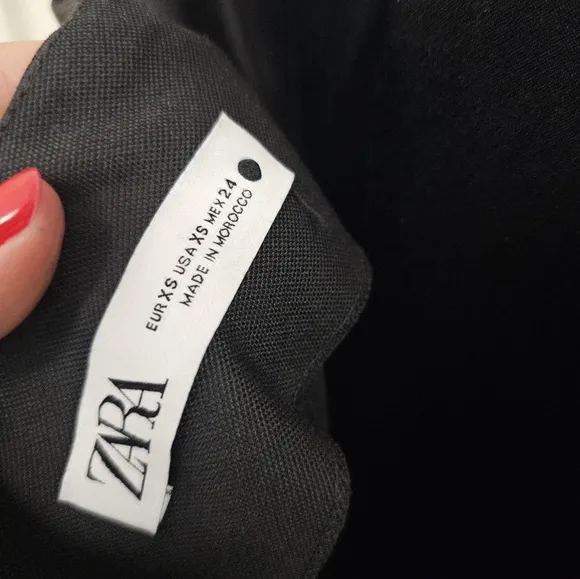 ZARA
EUR XS USA XS MEX 24
MADE IN MOROCCO